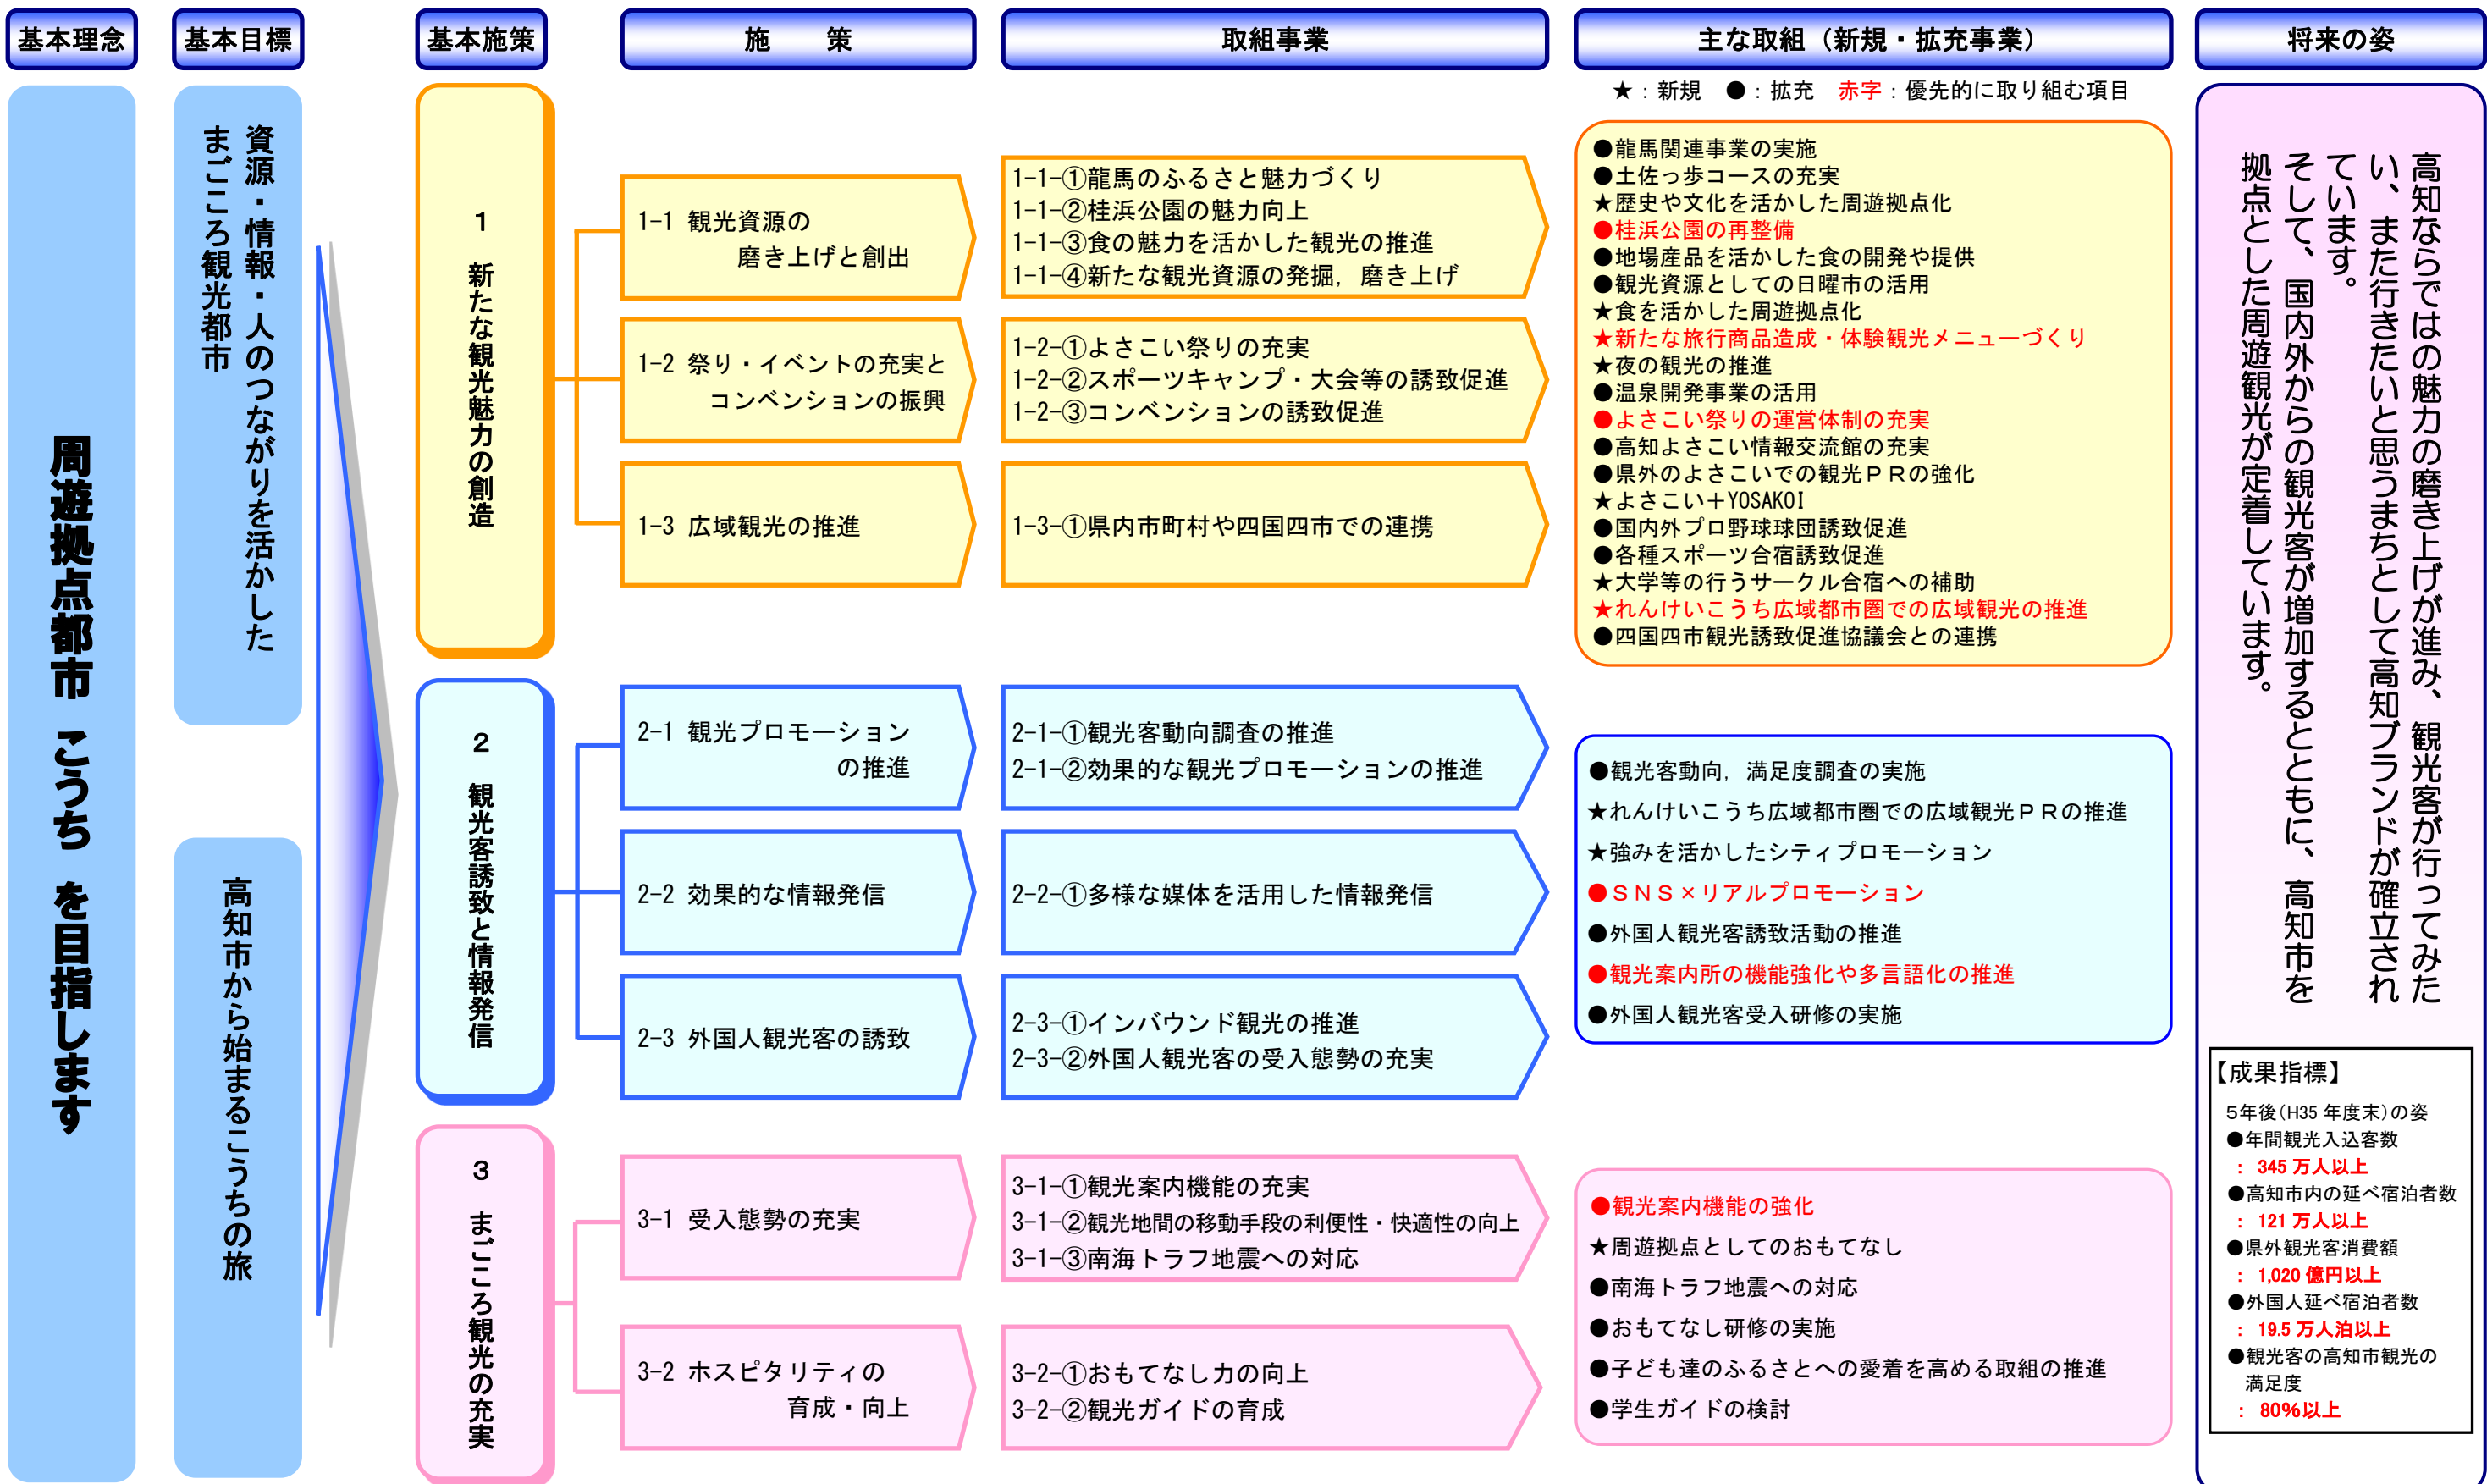 基本理念
基本目標
基本施策
施　　策
取組事業
主な取組（新規・拡充事業）
将来の姿
周遊拠点都市　こうち　を目指します
資源・情報・人のつながりを活かした
まごころ観光都市
高知市から始まるこうちの旅
１　新たな観光魅力の創造
1-1 観光資源の
磨き上げと創出
1-2 祭り・イベントの充実と
コンベンションの振興
1-3 広域観光の推進
1-1-①龍馬のふるさと魅力づくり
1-1-②桂浜公園の魅力向上
1-1-③食の魅力を活かした観光の推進
1-1-④新たな観光資源の発掘，磨き上げ
1-2-①よさこい祭りの充実
1-2-②スポーツキャンプ・大会等の誘致促進
1-2-③コンベンションの誘致促進
1-3-①県内市町村や四国四市での連携
★：新規　●：拡充　赤字：優先的に取り組む項目
●龍馬関連事業の実施
●土佐っ歩コースの充実
★歴史や文化を活かした周遊拠点化
●桂浜公園の再整備
●地場産品を活かした食の開発や提供
●観光資源としての日曜市の活用
★食を活かした周遊拠点化
★新たな旅行商品造成・体験観光メニューづくり
★夜の観光の推進
●温泉開発事業の活用
●よさこい祭りの運営体制の充実
●高知よさこい情報交流館の充実
●県外のよさこいでの観光ＰＲの強化
★よさこい＋YOSAKOI
●国内外プロ野球球団誘致促進
●各種スポーツ合宿誘致促進
★大学等の行うサークル合宿への補助
★れんけいこうち広域都市圏での広域観光の推進
●四国四市観光誘致促進協議会との連携
２　観光客誘致と情報発信
2-1 観光プロモーション
の推進
2-2 効果的な情報発信
2-3 外国人観光客の誘致
2-1-①観光客動向調査の推進
2-1-②効果的な観光プロモーションの推進
2-2-①多様な媒体を活用した情報発信
2-3-①インバウンド観光の推進
2-3-②外国人観光客の受入態勢の充実
●観光客動向，満足度調査の実施
★れんけいこうち広域都市圏での広域観光ＰＲの推進
★強みを活かしたシティプロモーション
●ＳＮＳ×リアルプロモーション
●外国人観光客誘致活動の推進
●観光案内所の機能強化や多言語化の推進
●外国人観光客受入研修の実施
３　まごころ観光の充実
3-1 受入態勢の充実
3-2 ホスピタリティの
育成・向上
3-1-①観光案内機能の充実
3-1-②観光地間の移動手段の利便性・快適性の向上
3-1-③南海トラフ地震への対応
3-2-①おもてなし力の向上
3-2-②観光ガイドの育成
●観光案内機能の強化
★周遊拠点としてのおもてなし
●南海トラフ地震への対応
●おもてなし研修の実施
●子ども達のふるさとへの愛着を高める取組の推進
●学生ガイドの検討
高知ならではの魅力の磨き上げが進み、観光客が行ってみた
い、また行きたいと思うまちとして高知ブランドが確立され
ています。
そして、国内外からの観光客が増加するとともに、高知市を
拠点とした周遊観光が定着しています。
【成果指標】
５年後(H35 年度末)の姿
●年間観光入込客数
： 345 万人以上
●高知市内の延べ宿泊者数
： 121 万人以上
●県外観光客消費額
： 1,020 億円以上
●外国人延べ宿泊者数
： 19.5 万人泊以上
●観光客の高知市観光の
満足度
： 80％以上